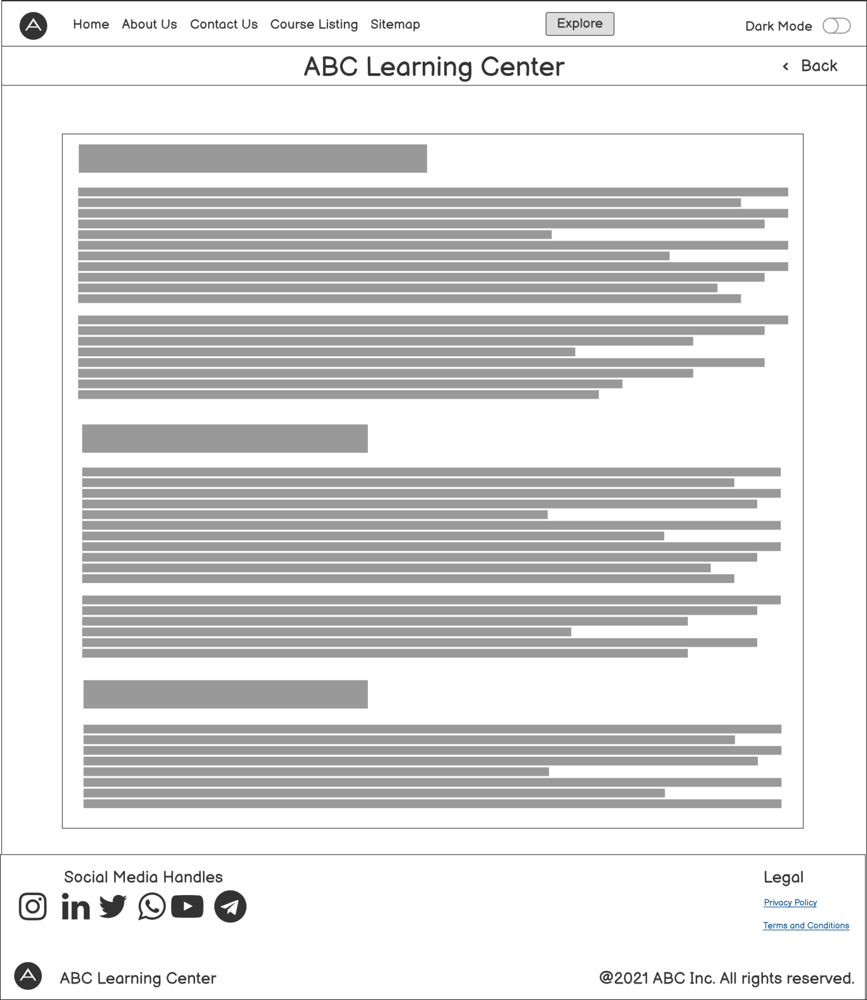 Home About Us Contact Us Course Listing Sitemap Explore Dark Mode
ABC Learning Center < Back
Social Media Handles
Legal
Privacy Policy
Terms and Conditions
ABC Learning Center
@2021 ABC Inc. All rights reserved.